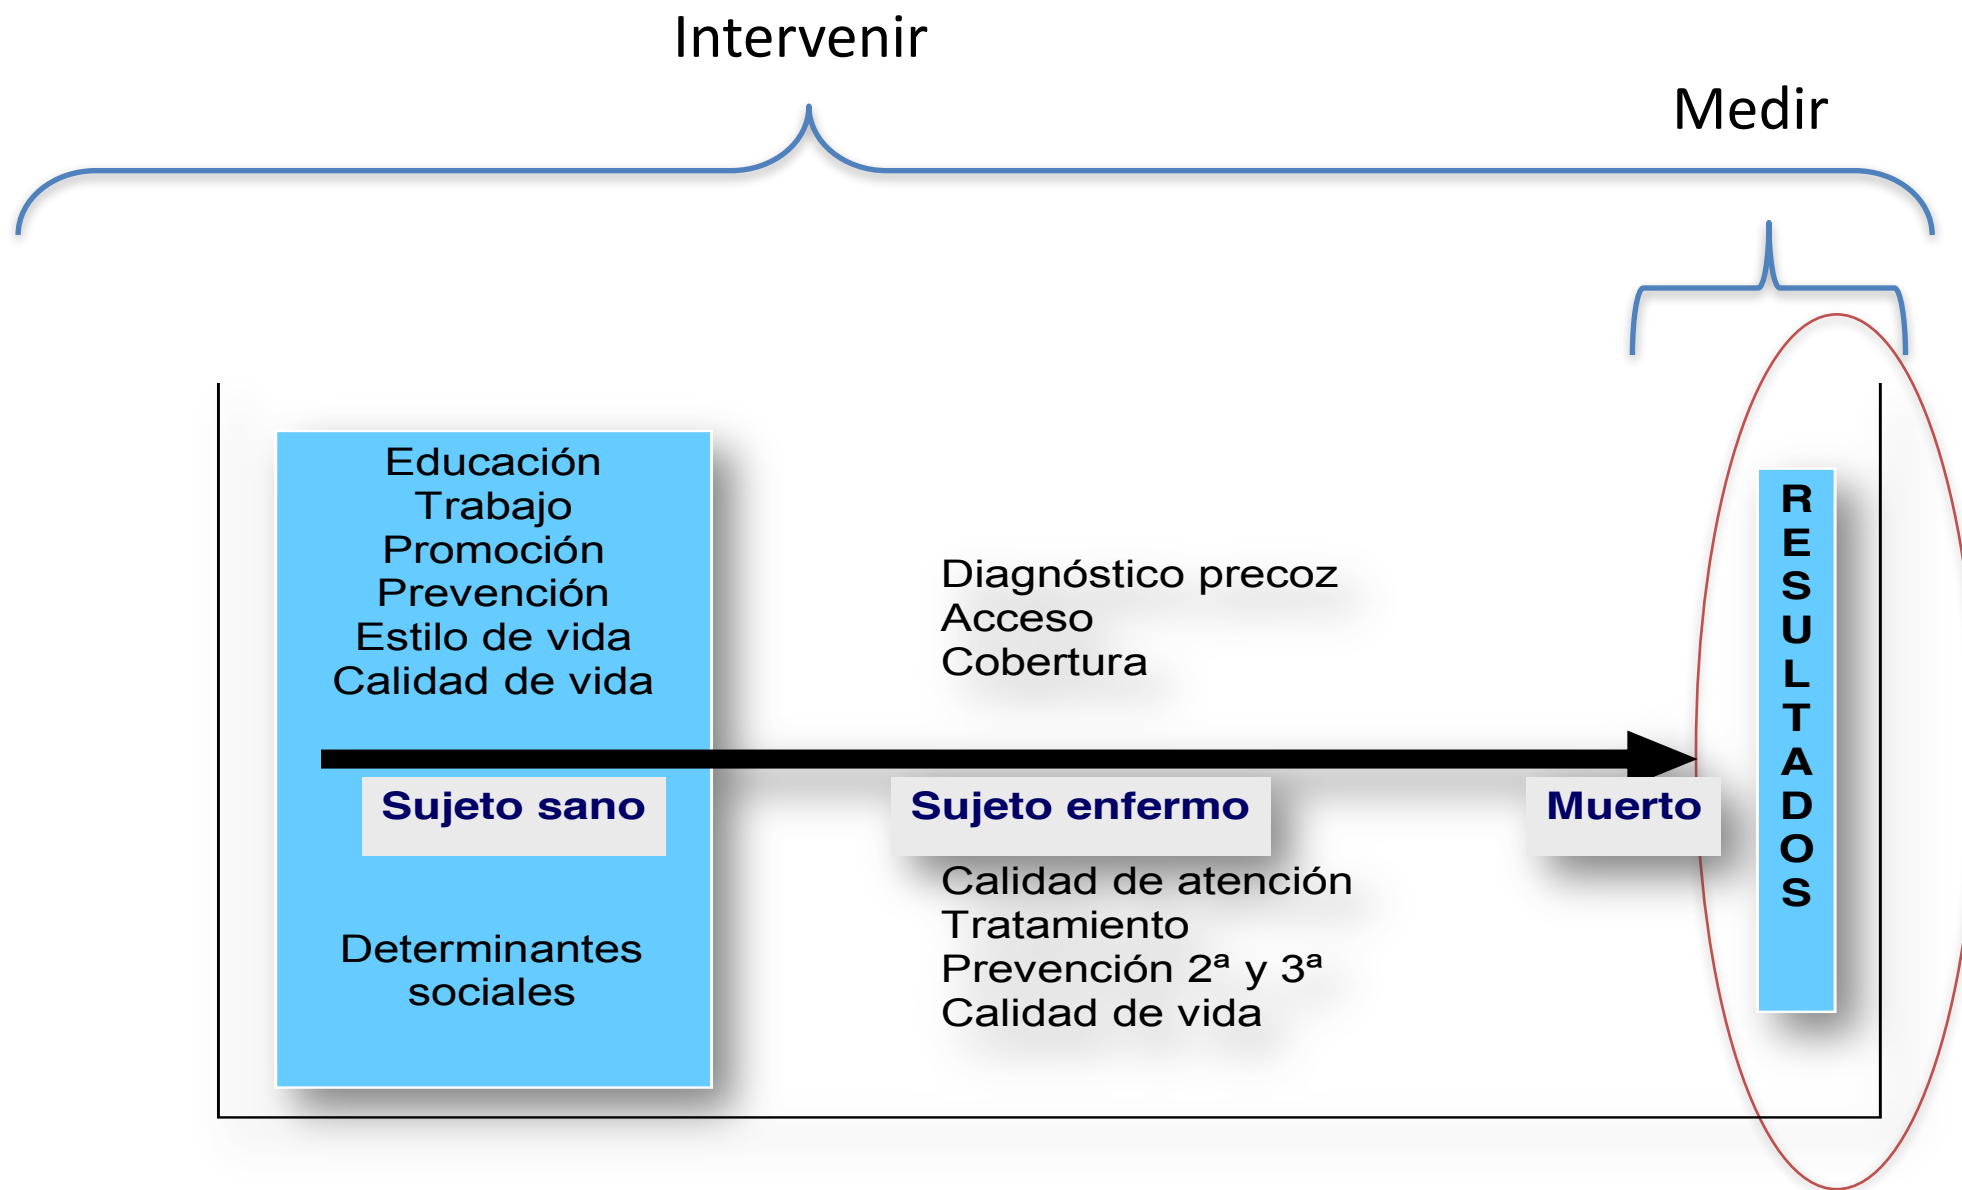 Intervenir
Medir
Educación
Trabajo
Promoción
Prevención
Estilo de vida
Calidad de vida
Diagnóstico precoz
Acceso
Cobertura
Sujeto sano
Sujeto enfermo
Muerto
Calidad de atención
Tratamiento
Prevención 2ª y 3ª
Calidad de vida
Determinantes
sociales
RESULTADOS